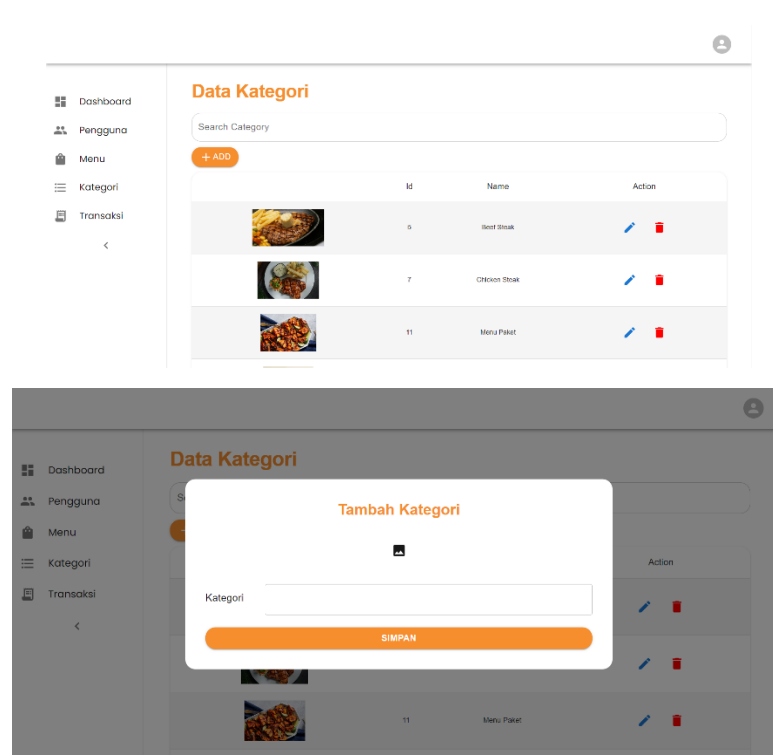 Data Kategori
Dashboard
Pengguna
Menu
Kategori
Transaksi
Search Category
+ ADD
Id Name Action
Beef Steak
7 Chicken Steak
11 Menu Paket
Data Kategori
Dashboard
Pengguna
Menu
Kategori
Transaksi
Action
Tambah Kategori
Kategori
SIMPAN
11 Menu Paket